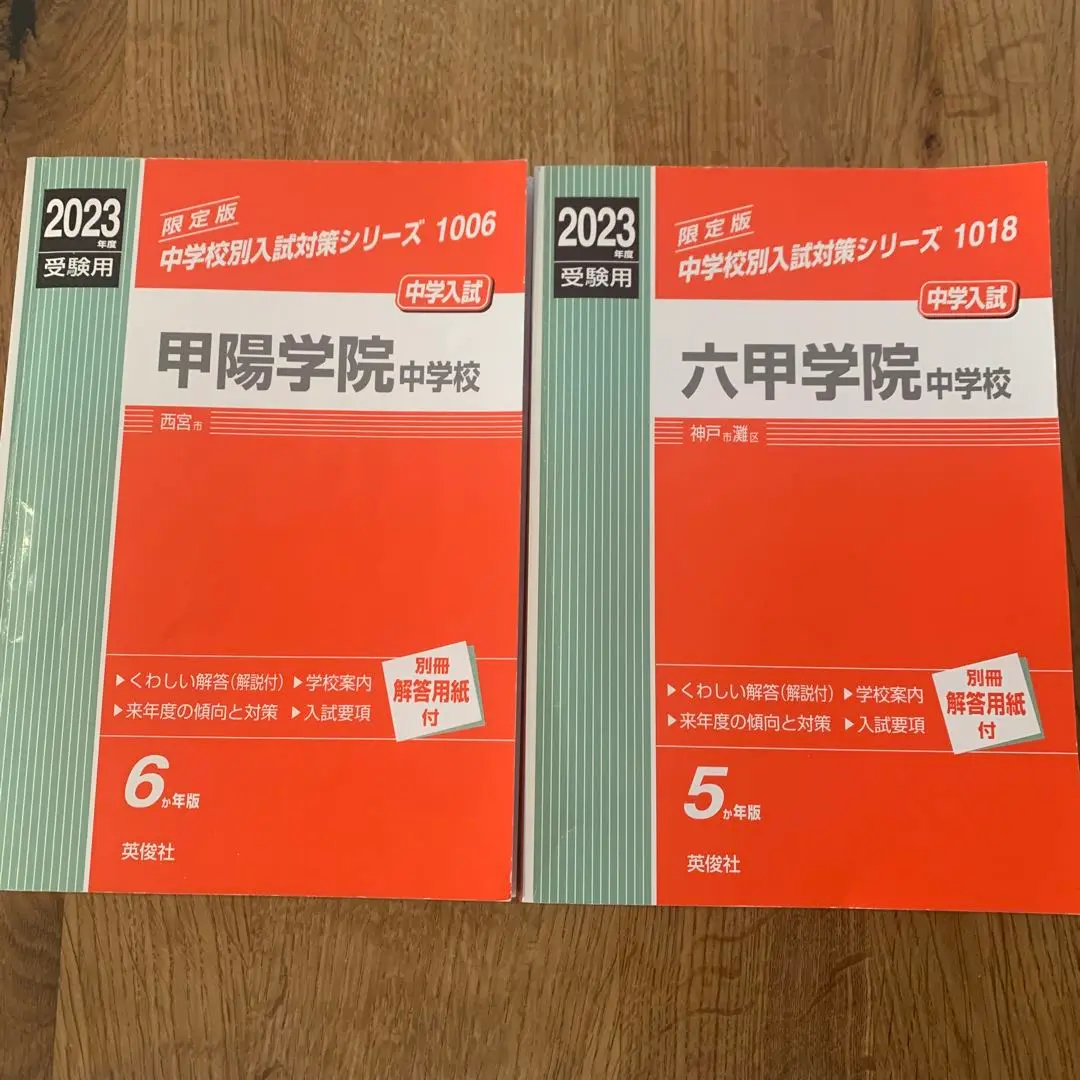 2023
年度
受験用
限定版
中学校別入試対策シリーズ 1006
中学入試
甲陽学院中学校
西宮市
▶くわしい解答(解説付) ▶学校案内
▶来年度の傾向と対策 ▶入試要項
別冊
解答用紙
付
6か年版
英俊社
2023
年度
受験用
限定版
中学校別入試対策シリーズ 1018
中学入試
六甲学院中学校
神戸市灘区
▶くわしい解答(解説付) ▶学校案内
▶来年度の傾向と対策 ▶入試要項
別冊
解答用紙
付
5か年版
英俊社